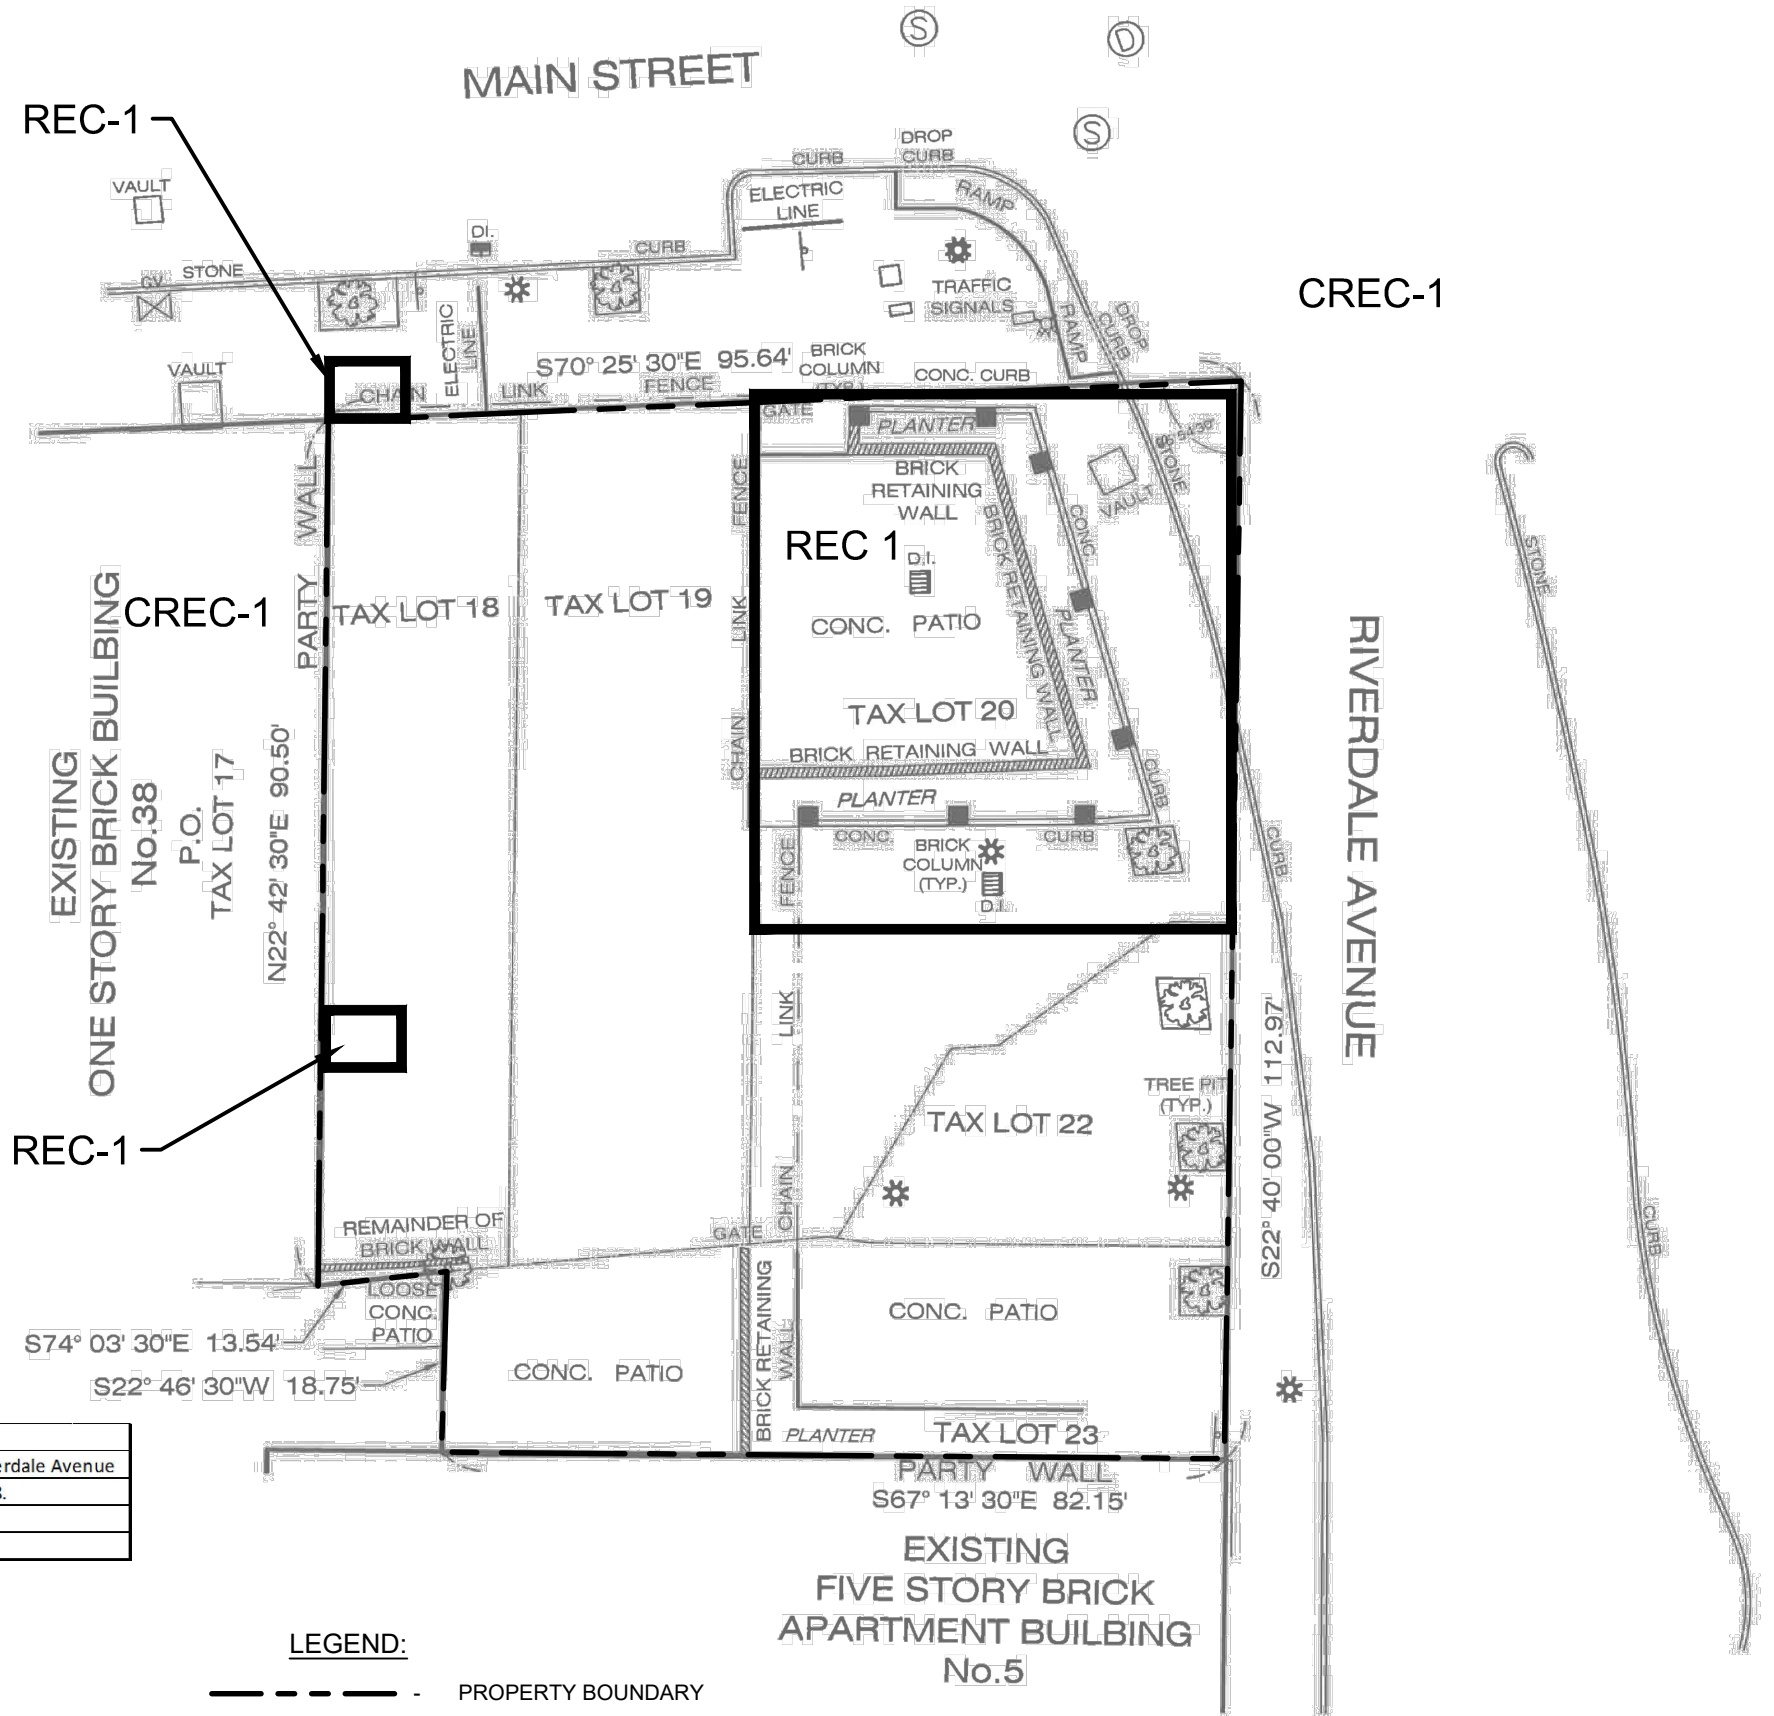 S
D
MAIN STREET
REC-1
S
DROP
CURB
CURB
RAMP
VAULT
ELECTRIC
LINE
DI.
CURB
STONE
GV
CREC-1
TRAFFIC
SIGNALS
ELECTRIC
LINE
RAMP
DROP
CURB
S70° 25' 30"E 95.64'
BRICK
COLUMN
(TYP.)
VAULT
CHAIN
LINK
FENCE
CONC. CURB
GATE
PLANTER
STONE
BRICK
RETAINING
WALL
VAULT
PARTY WALL
CHAIN LINK FENCE
REC 1
D.I.
CONC.
BRICK RETAINING WALL
STONE
CREC-1
TAX LOT 18
TAX LOT 19
CONC. PATIO
PLANTER
TAX LOT 20
BRICK RETAINING WALL
CURB
PLANTER
CONC.
CURB
BRICK
COLUMN
(TYP.)
D.I.
EXISTING
ONE STORY BRICK BUILBING
No.38
P.O.
TAX LOT 17
N22° 42' 30"E 90.50'
RIVERDALE AVENUE
CURB
CHAIN LINK FENCE
REC-1
TREE PIT
(TYP.)
TAX LOT 22
S22° 40' 00"W 112.97'
CURB
REMAINDER OF
BRICK WALL
GATE
LOOSE
CONC.
PATIO
BRICK RETAINING
WALL
CONC. PATIO
S74° 03' 30"E 13.54'
S22° 46' 30"W 18.75'
CONC. PATIO
PLANTER
TAX LOT 23
PARTY WALL
S67° 13' 30"E 82.15'
erdale Avenue
EXISTING
FIVE STORY BRICK
APARTMENT BUILBING
No.5
LEGEND:
- PROPERTY BOUNDARY